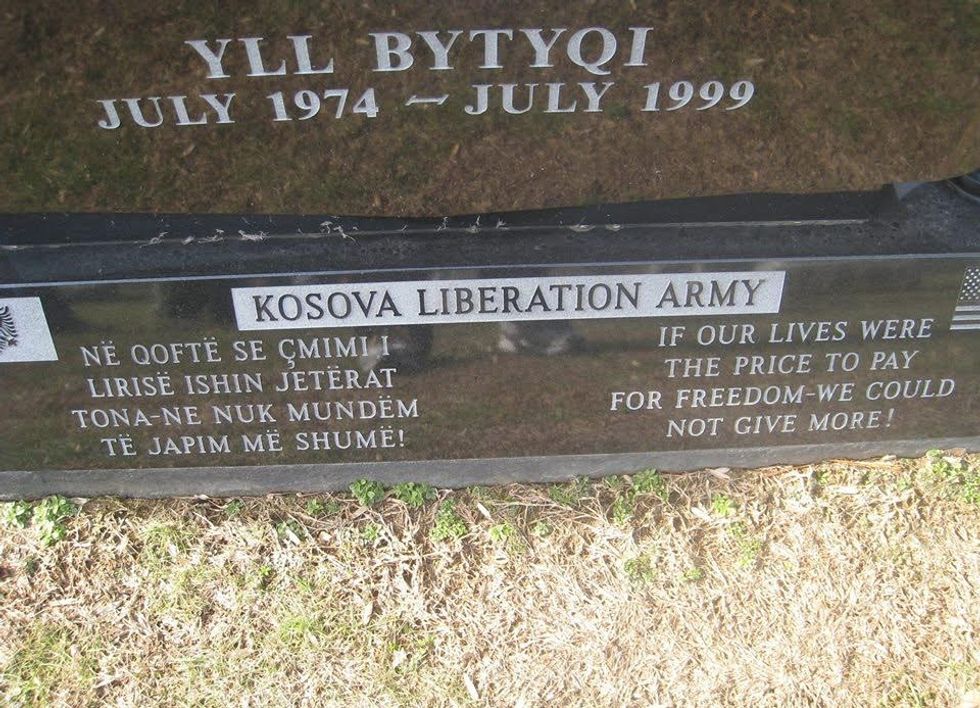 YLL BYTYQI
JULY 1974 – JULY 1999
KOSOVA LIBERATION ARMY
NË QOFTË SE ÇMIMI I
LIRISË ISHIN JETËRAT
TONA-NE NUK MUNDËM
TË JAPIM MË SHUMË!
IF OUR LIVES WERE
THE PRICE TO PAY
FOR FREEDOM-WE COULD
NOT GIVE MORE!